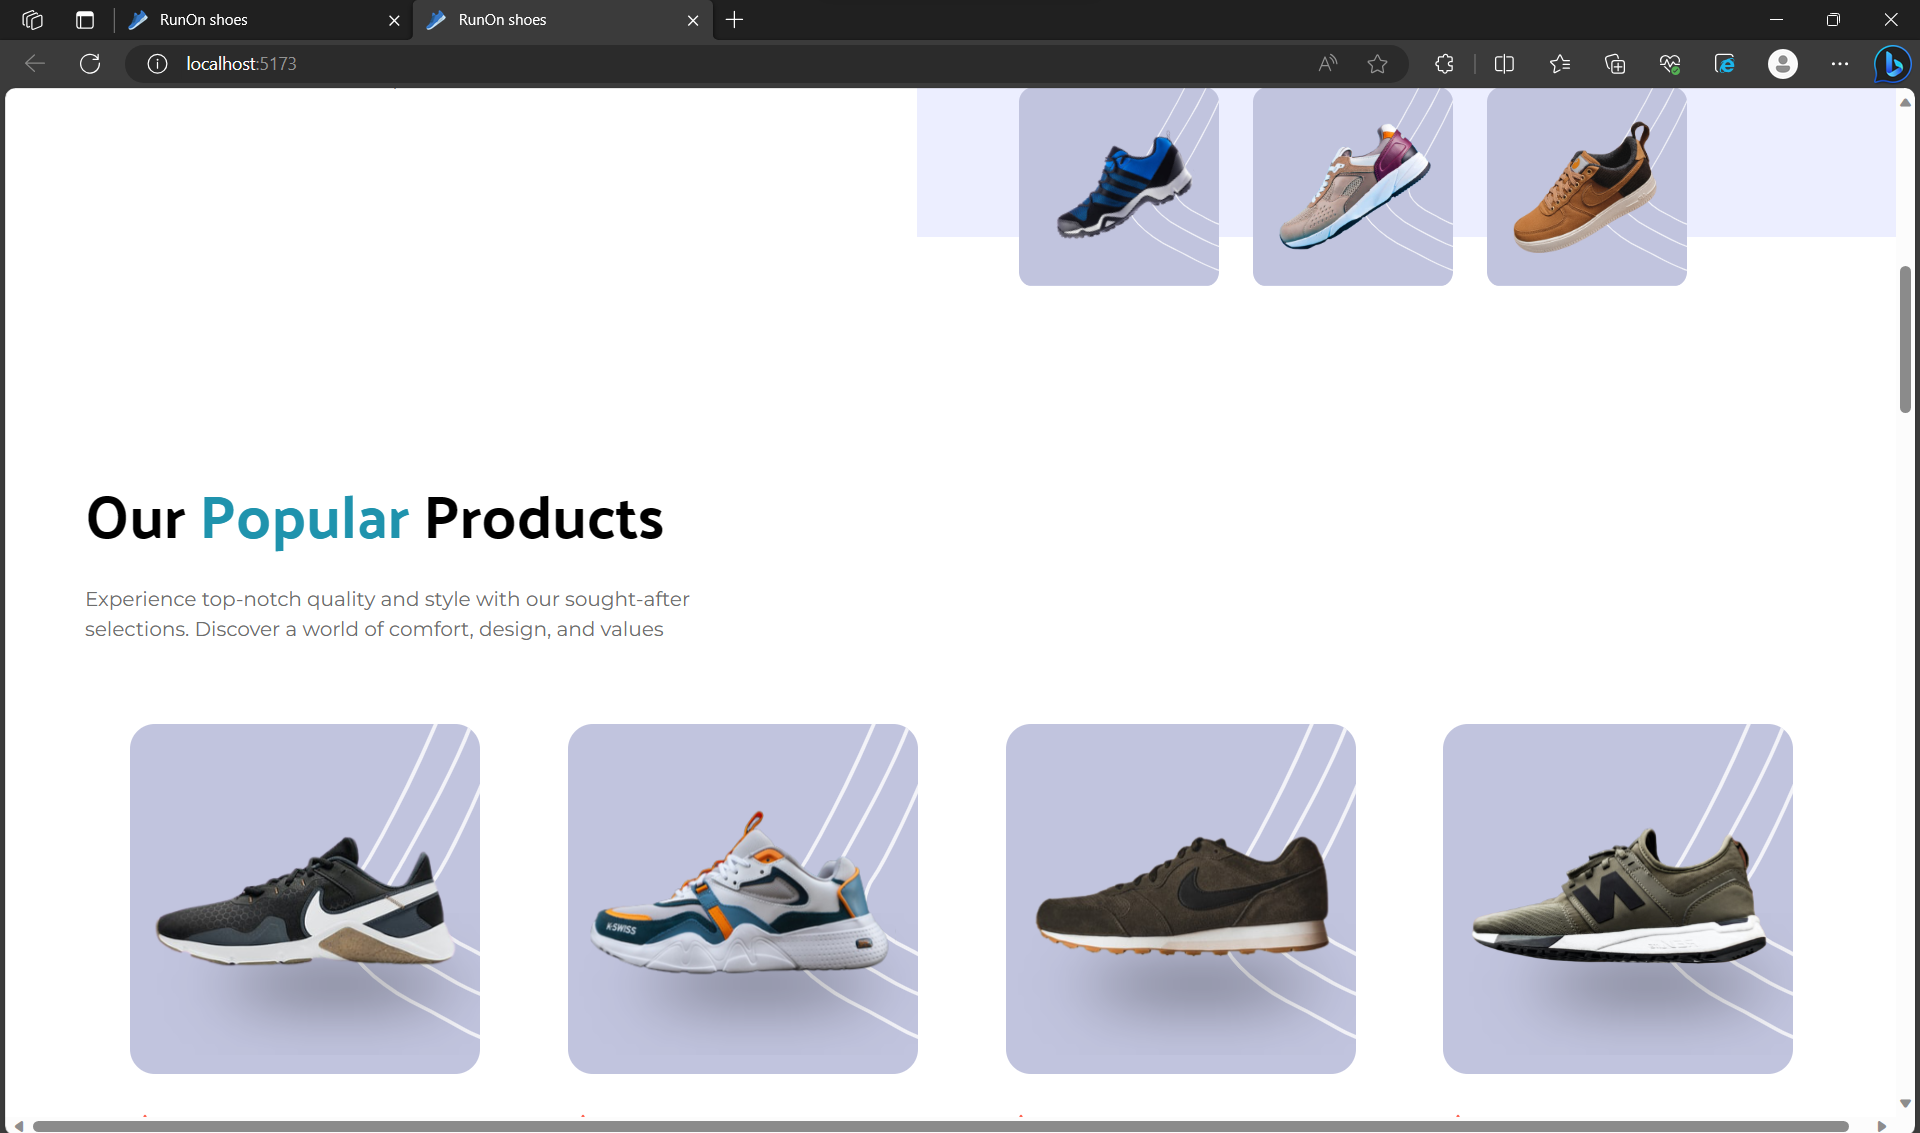 RunOn shoes
RunOn shoes
localhost:5173
Our Popular Products
Experience top-notch quality and style with our sought-after
selections. Discover a world of comfort, design, and values
K-SWISS